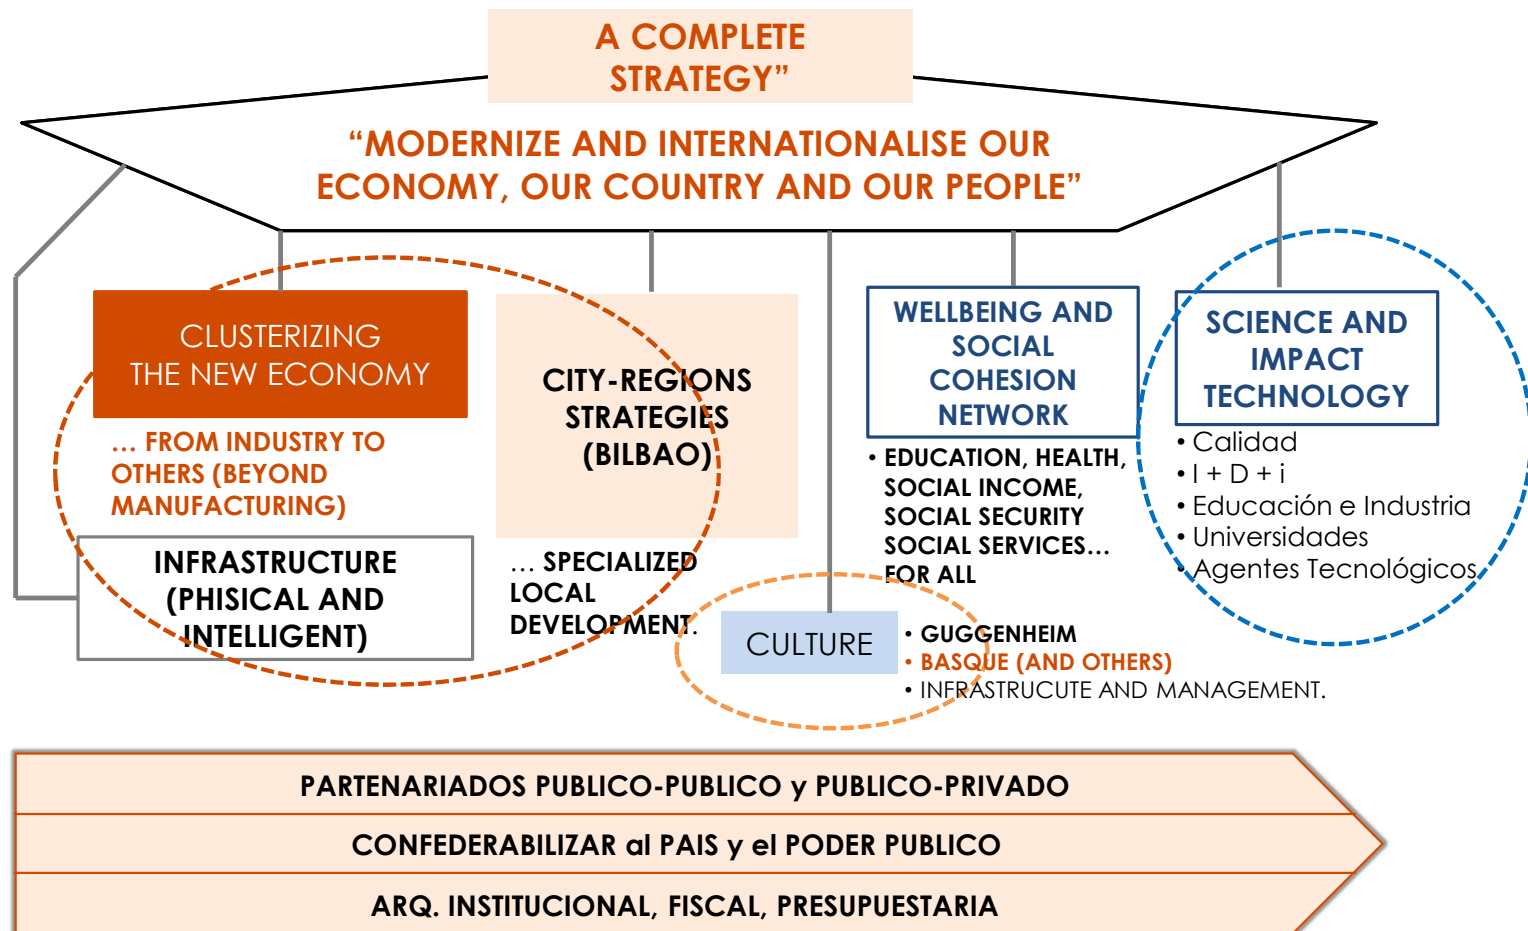 A COMPLETE
STRATEGY”
“MODERNIZE AND INTERNATIONALISE OUR
ECONOMY, OUR COUNTRY AND OUR PEOPLE”
CLUSTERIZING
THE NEW ECONOMY
… FROM INDUSTRY TO
OTHERS (BEYOND
MANUFACTURING)
INFRASTRUCTURE
(PHISICAL AND
INTELLIGENT)
CITY-REGIONS
STRATEGIES
(BILBAO)
… SPECIALIZED
LOCAL
DEVELOPMENT.
CULTURE
• GUGGENHEIM
• BASQUE (AND OTHERS)
• INFRASTRUCUTE AND MANAGEMENT.
WELLBEING AND
SOCIAL
COHESION
NETWORK
• EDUCATION, HEALTH,
SOCIAL INCOME,
SOCIAL SECURITY
SOCIAL SERVICES…
FOR ALL
SCIENCE AND
IMPACT
TECHNOLOGY
• Calidad
• I + D + i
• Educación e Industria
• Universidades
• Agentes Tecnológicos
PARTENARIADOS PUBLICO-PUBLICO y PUBLICO-PRIVADO
CONFEDERABILIZAR al PAIS y el PODER PUBLICO
ARQ. INSTITUCIONAL, FISCAL, PRESUPUESTARIA